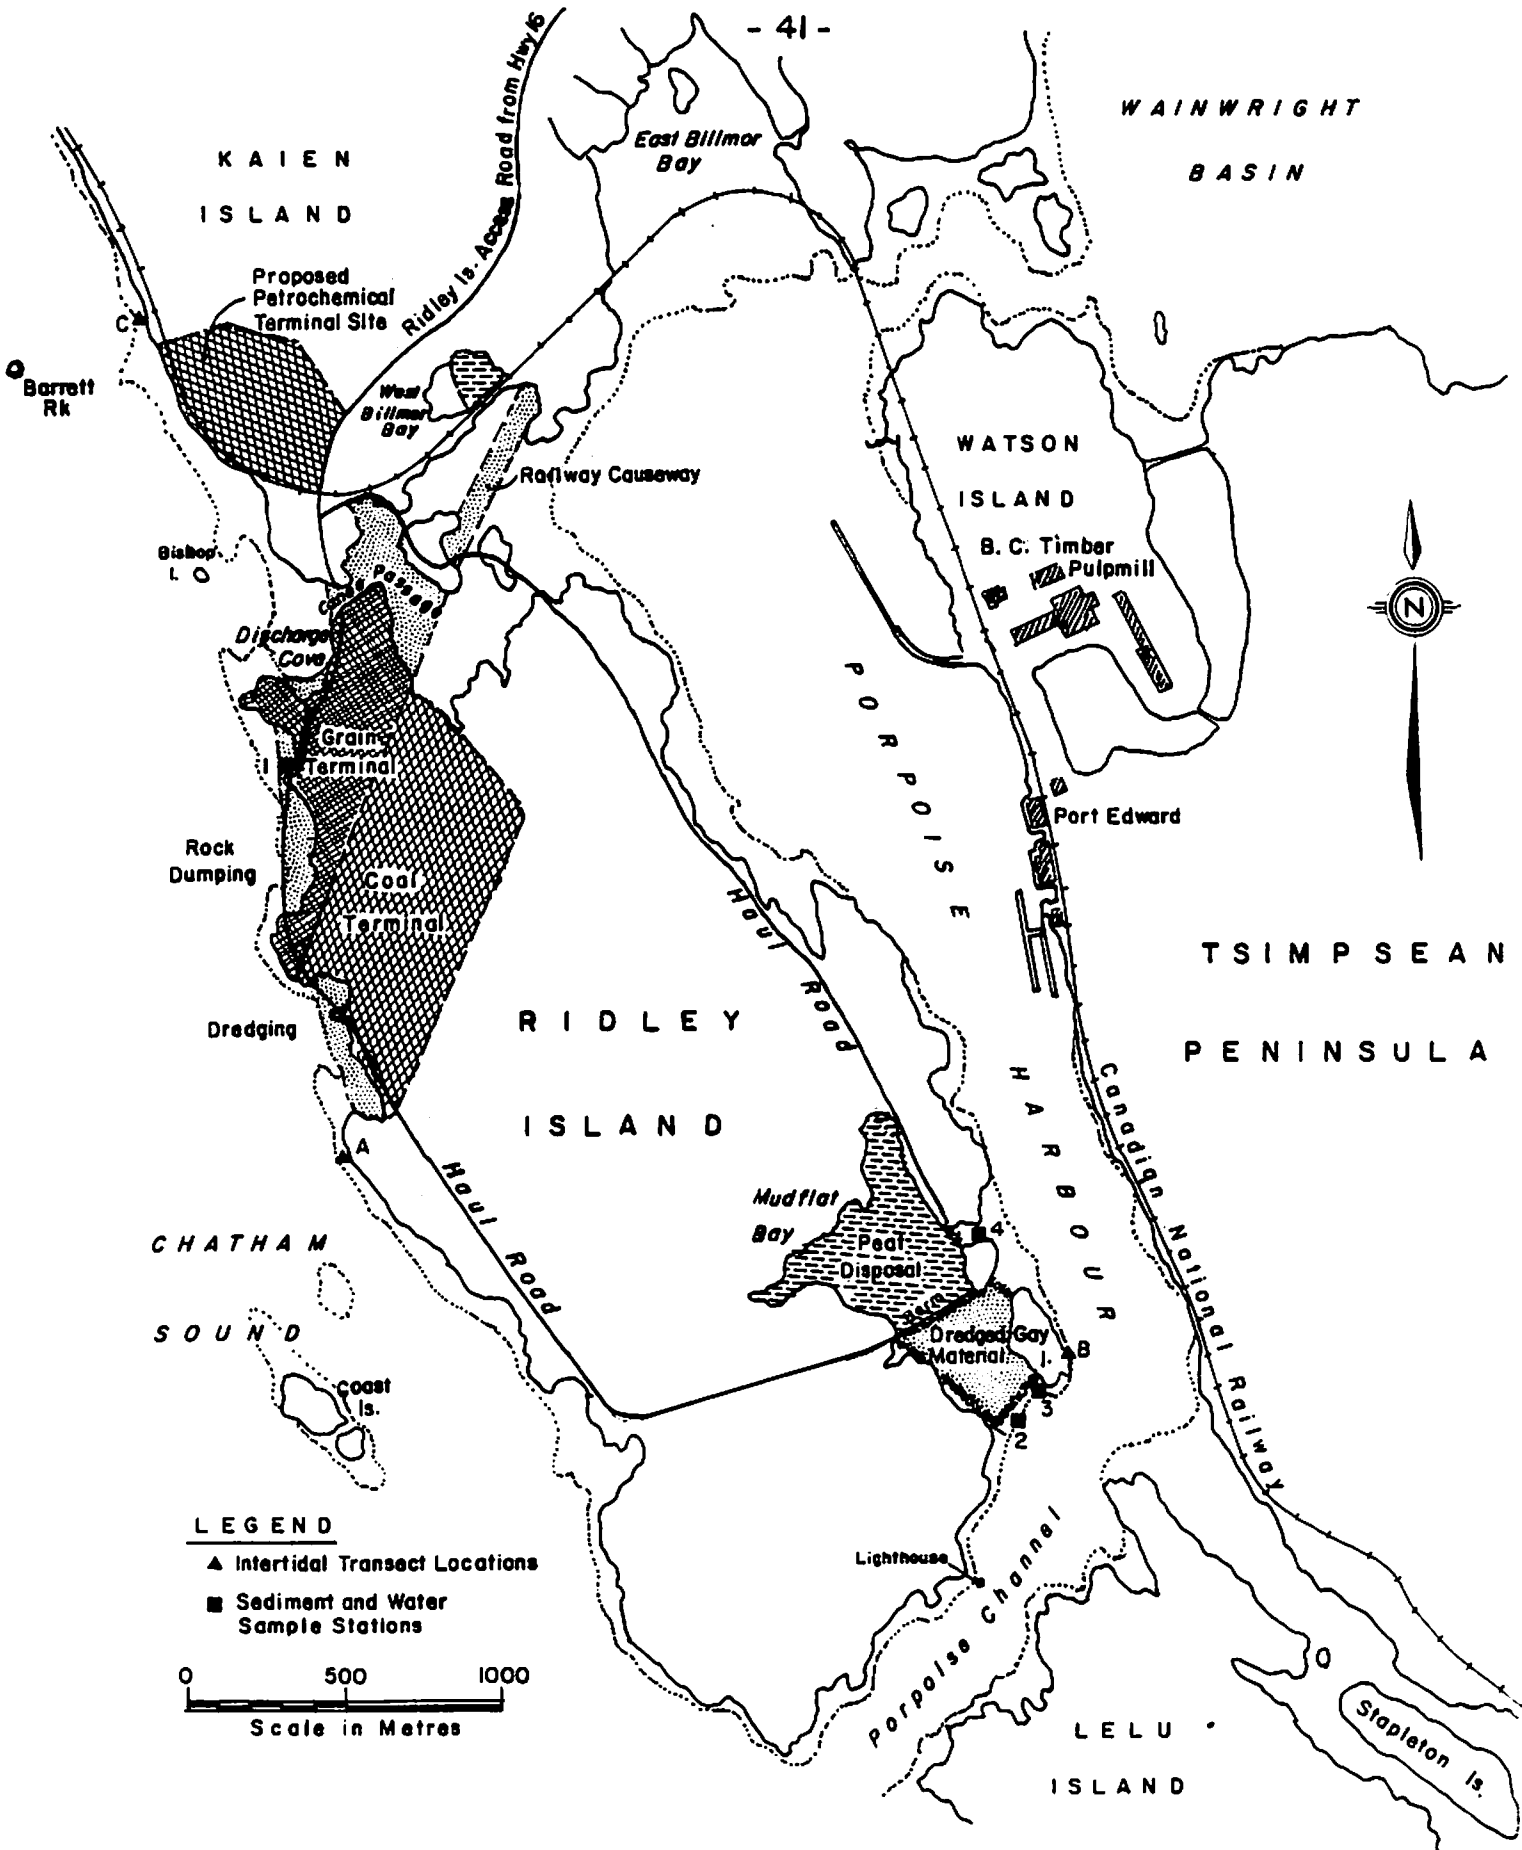 - 41 -
WAINWRIGHT
BASIN
KAIEN
ISLAND
Ridley Is. Access Road from Hwy 16
East Billmor
Bay
Proposed
Petrochemical
Terminal Site
C
Barrett
Rk
West
Billmor
Bay
Railway Causeway
WATSON
ISLAND
B. C. Timber
Pulpmill
Bishop
I.
Canoe Passage
Discharge
Cove
N
Grain
Terminal
1
PORPOISE HARBOUR
Port Edward
Rock
Dumping
Coal
Terminal
Haul Road
TSIMPSEAN
PENINSULA
Dredging
RIDLEY
ISLAND
Canadian National Railway
A
Haul Road
Mudflat
Bay
Peat
Disposal
4
CHATHAM
SOUND
Berm
Dredged
Material
Gay
I.
B
3
2
Coast
Is.
LEGEND
▲ Intertidal Transect Locations
■ Sediment and Water
Sample Stations
0 500 1000
Scale in Metres
Lighthouse
Porpoise Channel
LELU
ISLAND
Stapleton Is.